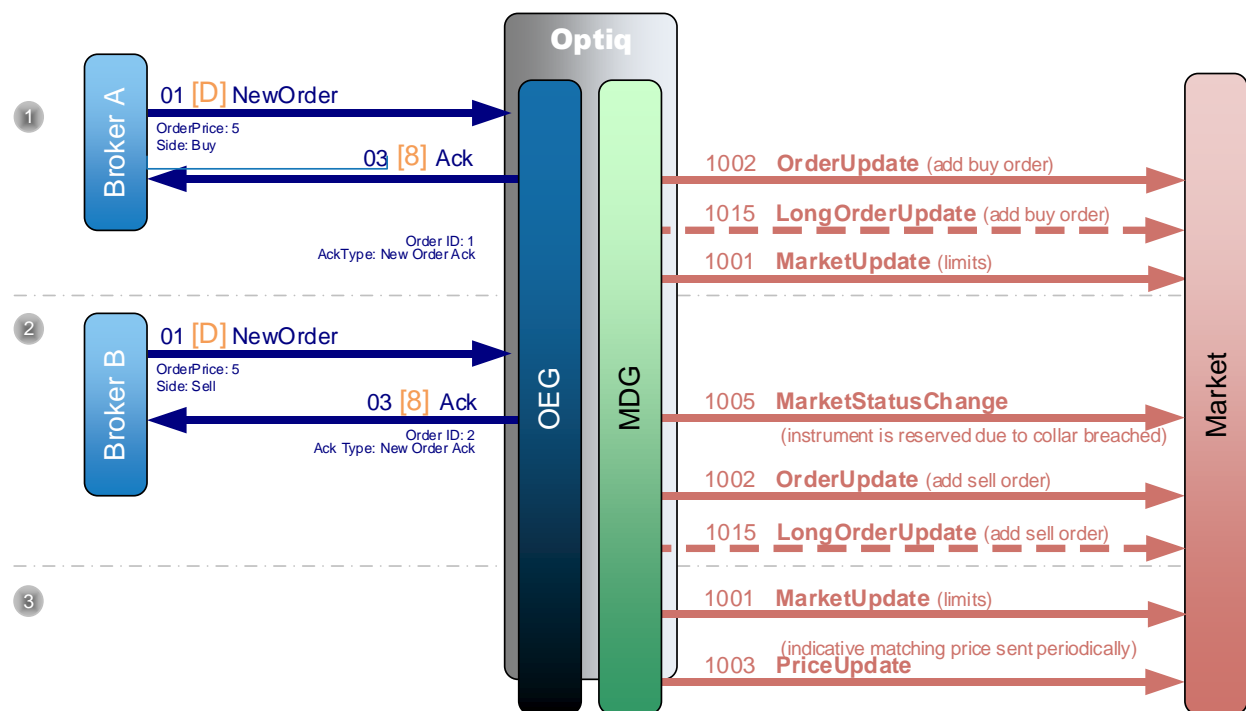 Optiq
1
Broker A
01 [D] NewOrder
OrderPrice: 5
Side: Buy
03 [8] Ack
Order ID: 1
AckType: New Order Ack
1002 OrderUpdate (add buy order)
1015 LongOrderUpdate (add buy order)
1001 MarketUpdate (limits)
OEG
MDG
Market
2
Broker B
01 [D] NewOrder
OrderPrice: 5
Side: Sell
03 [8] Ack
Order ID: 2
Ack Type: New Order Ack
1005 MarketStatusChange
(instrument is reserved due to collar breached)
1002 OrderUpdate (add sell order)
1015 LongOrderUpdate (add sell order)
3
1001 MarketUpdate (limits)
(indicative matching price sent periodically)
1003 PriceUpdate